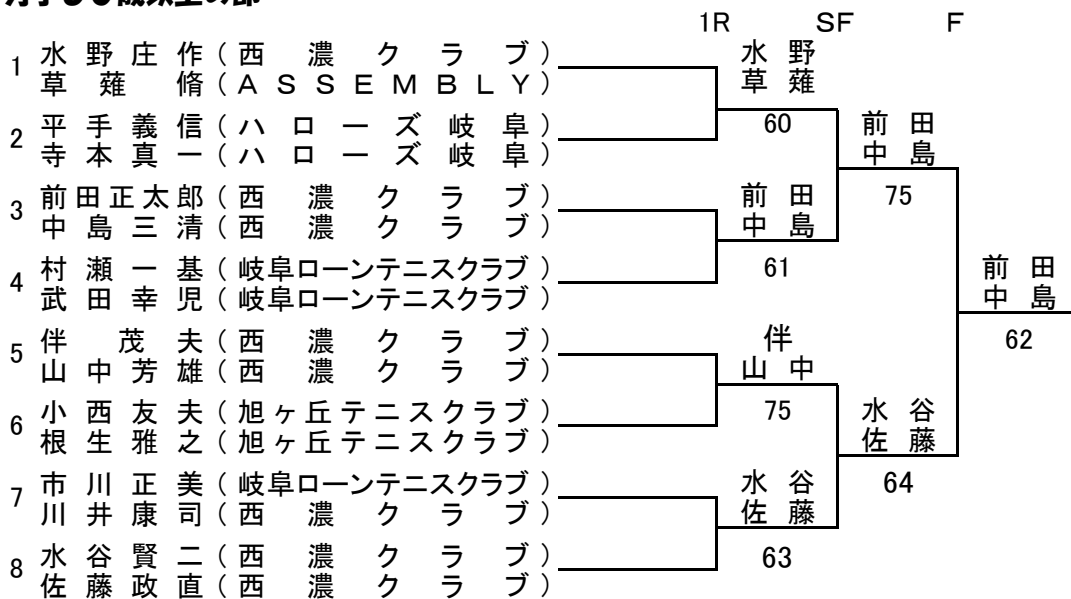 1R SF F
1 水野庄作（西濃クラブ）
草薙脩（ASSEMBLY）
2 平手義信（ハローズ岐阜）
寺本真一（ハローズ岐阜）
3 前田正太郎（西濃クラブ）
中島三清（西濃クラブ）
4 村瀬一基（岐阜ローンテニスクラブ）
武田幸児（岐阜ローンテニスクラブ）
5 伴茂夫（西濃クラブ）
山中芳雄（西濃クラブ）
6 小西友夫（旭ヶ丘テニスクラブ）
根生雅之（旭ヶ丘テニスクラブ）
7 市川正美（岐阜ローンテニスクラブ）
川井康司（西濃クラブ）
8 水谷賢二（西濃クラブ）
佐藤政直（西濃クラブ）
水野
草薙
60
前田
中島
61
伴
山中
75
水谷
佐藤
63
前田
中島
75
水谷
佐藤
64
前田
中島
62